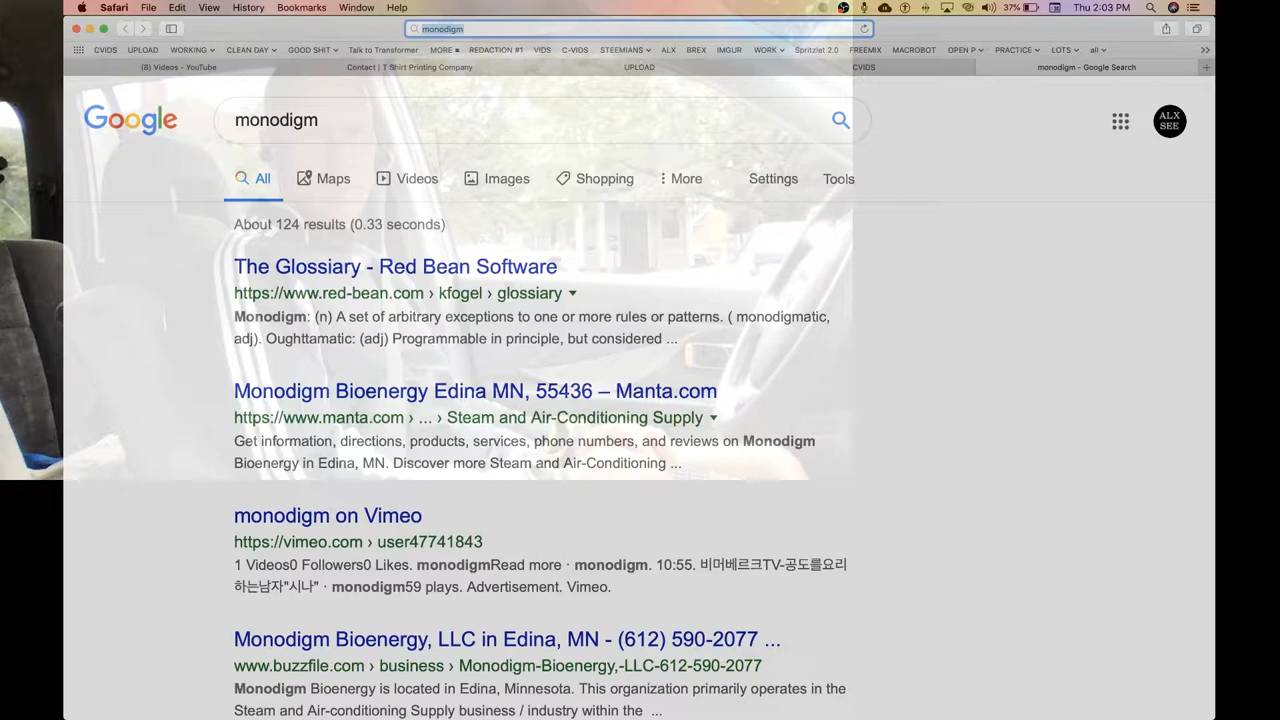 Safari File Edit View History Bookmarks Window Help 37% Thu 2:03 PM
monodigm
CVIDS UPLOAD WORKING CLEAN DAY GOOD SHIT Talk to Transformer MORE REDACTION #1 VIDS C-VIDS STEEMIANS ALX BREX IMGUR WORK Spritzlet 2.0 FREEMIX MACROBOT OPEN P PRACTICE LOTS all
(8) Videos - YouTube Contact | T Shirt Printing Company UPLOAD CVIDS monodigm - Google Search
Google monodigm ALX SEE
All Maps Videos Images Shopping More Settings Tools
About 124 results (0.33 seconds)
The Glossiary - Red Bean Software
https://www.red-bean.com › kfogel › glossiary
Monodigm: (n) A set of arbitrary exceptions to one or more rules or patterns. ( monodigmatic,
adj). Oughttamatic: (adj) Programmable in principle, but considered ...
Monodigm Bioenergy Edina MN, 55436 – Manta.com
https://www.manta.com › ... › Steam and Air-Conditioning Supply
Get information, directions, products, services, phone numbers, and reviews on Monodigm
Bioenergy in Edina, MN. Discover more Steam and Air-Conditioning ...
monodigm on Vimeo
https://vimeo.com › user47741843
1 Videos0 Followers0 Likes. monodigmRead more · monodigm. 10:55. 비머베르크TV-공도를요리
하는남자"시나" · monodigm59 plays. Advertisement. Vimeo.
Monodigm Bioenergy, LLC in Edina, MN - (612) 590-2077 ...
www.buzzfile.com › business › Monodigm-Bioenergy,-LLC-612-590-2077
Monodigm Bioenergy is located in Edina, Minnesota. This organization primarily operates in the
Steam and Air-conditioning Supply business / industry within the ...